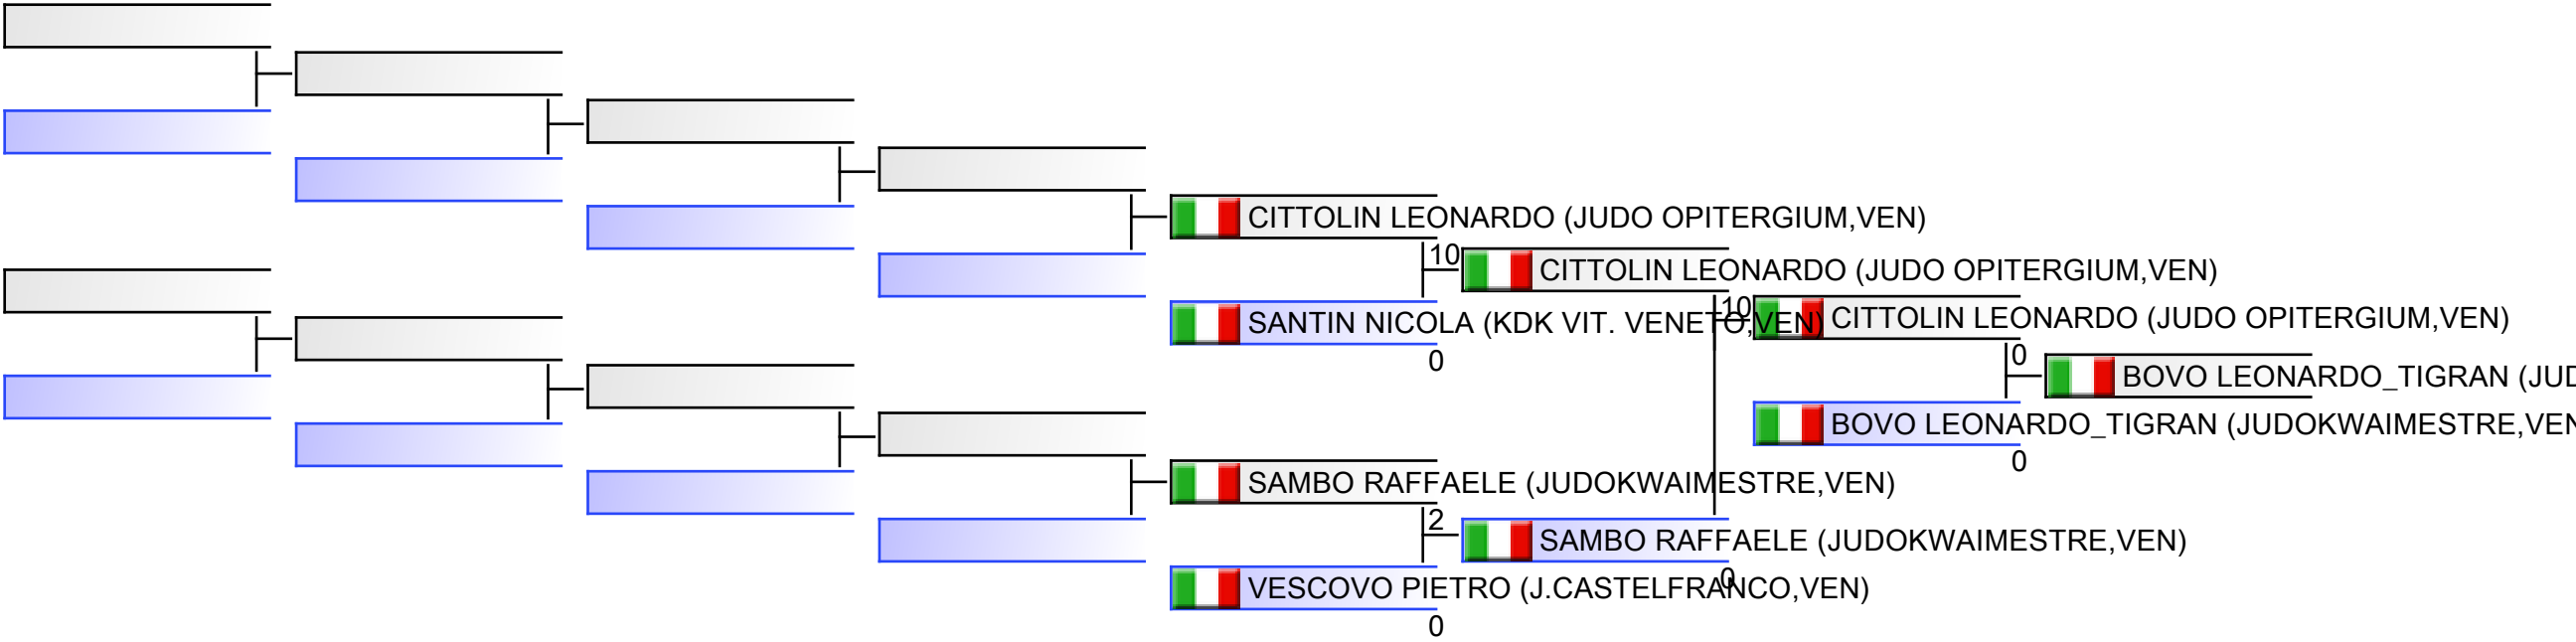 CITTOLIN LEONARDO (JUDO OPITERGIUM,VEN)
10
CITTOLIN LEONARDO (JUDO OPITERGIUM,VEN)
SANTIN NICOLA (KDK VIT. VENETO,VEN)
0
10
CITTOLIN LEONARDO (JUDO OPITERGIUM,VEN)
0
BOVO LEONARDO_TIGRAN (JUD
BOVO LEONARDO_TIGRAN (JUDOKWAIMESTRE,VEN
0
SAMBO RAFFAELE (JUDOKWAIMESTRE,VEN)
2
SAMBO RAFFAELE (JUDOKWAIMESTRE,VEN)
0
VESCOVO PIETRO (J.CASTELFRANCO,VEN)
0